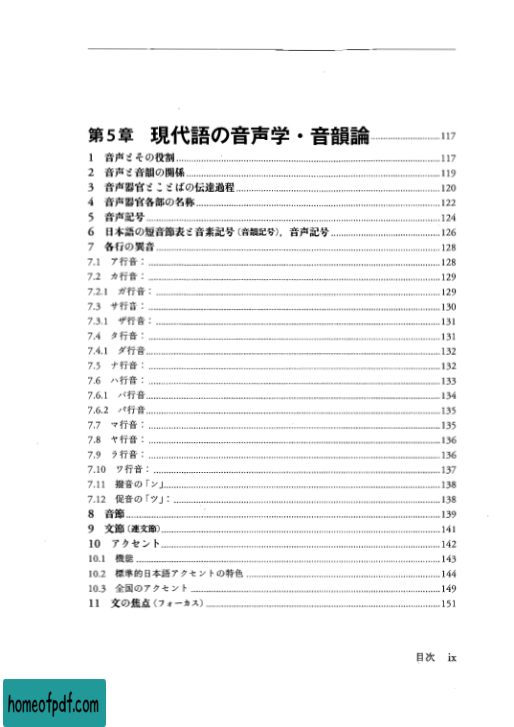 第5章 現代語の音声学・音韻論 117
1 音声とその役割 117
2 音声と音韻の関係 119
3 音声器官とことばの伝達過程 120
4 音声器官各部の名称 122
5 音声記号 124
6 日本語の短音節表と音素記号(音韻記号),音声記号 126
7 各行の異音 128
7.1 ア行音: 128
7.2 カ行音: 129
7.2.1 ガ行音: 129
7.3 サ行音: 130
7.3.1 ザ行音: 131
7.4 タ行音: 131
7.4.1 ダ行音 132
7.5 ナ行音: 132
7.6 ハ行音: 133
7.6.1 バ行音 134
7.6.2 パ行音 135
7.7 マ行音: 135
7.8 ヤ行音: 136
7.9 ラ行音: 136
7.10 ワ行音: 137
7.11 撥音の「ン」 138
7.12 促音の「ツ」: 138
8 音節 139
9 文節(連文節) 141
10 アクセント 142
10.1 機能 143
10.2 標準的日本語アクセントの特色 144
10.3 全国のアクセント 149
11 文の焦点(フォーカス) 151
目次 ix
homeofpdf.com